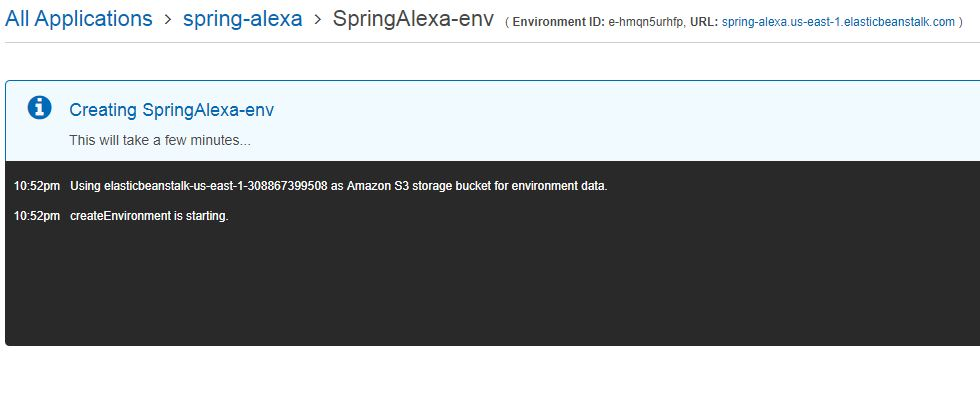 All Applications > spring-alexa > SpringAlexa-env ( Environment ID: e-hmqn5urhfp, URL: spring-alexa.us-east-1.elasticbeanstalk.com )
Creating SpringAlexa-env
This will take a few minutes...
10:52pm Using elasticbeanstalk-us-east-1-308867399508 as Amazon S3 storage bucket for environment data.
10:52pm createEnvironment is starting.